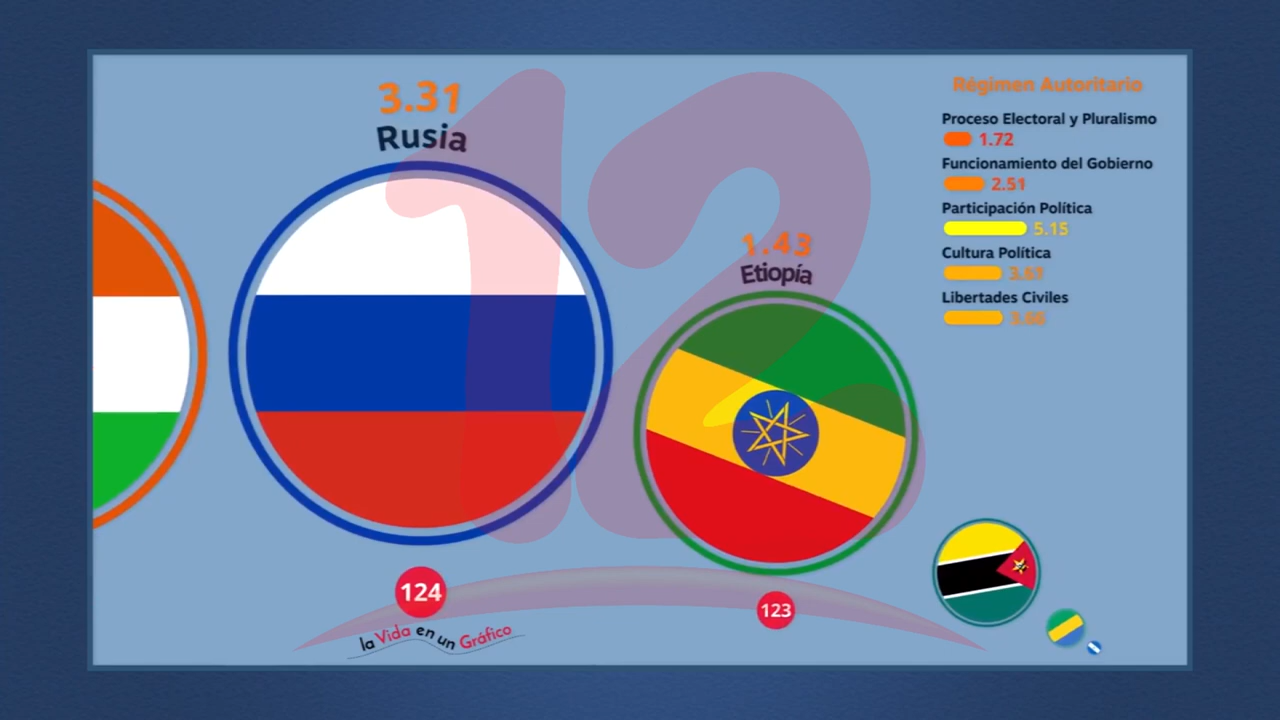 3.31
Rusia
1.43
Etiopía
124
123
la Vida en un Gráfico
12
Régimen Autoritario
Proceso Electoral y Pluralismo
1.72
Funcionamiento del Gobierno
2.51
Participación Política
5.15
Cultura Política
Libertades Civiles